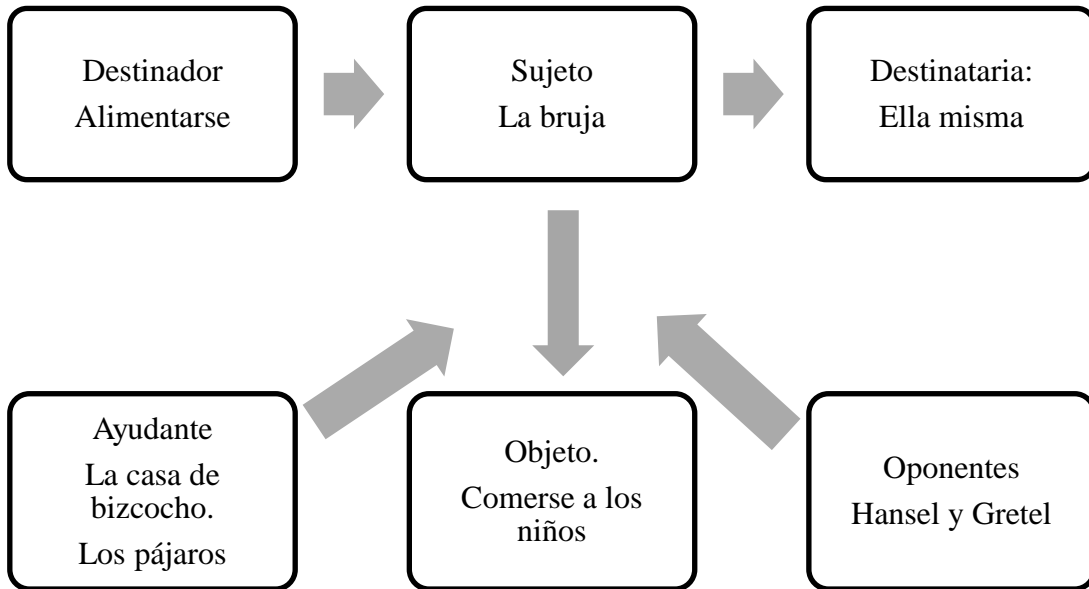 Destinador
Alimentarse
Sujeto
La bruja
Destinataria:
Ella misma
Ayudante
La casa de
bizcocho.
Los pájaros
Objeto.
Comerse a los
niños
Oponentes
Hansel y Gretel